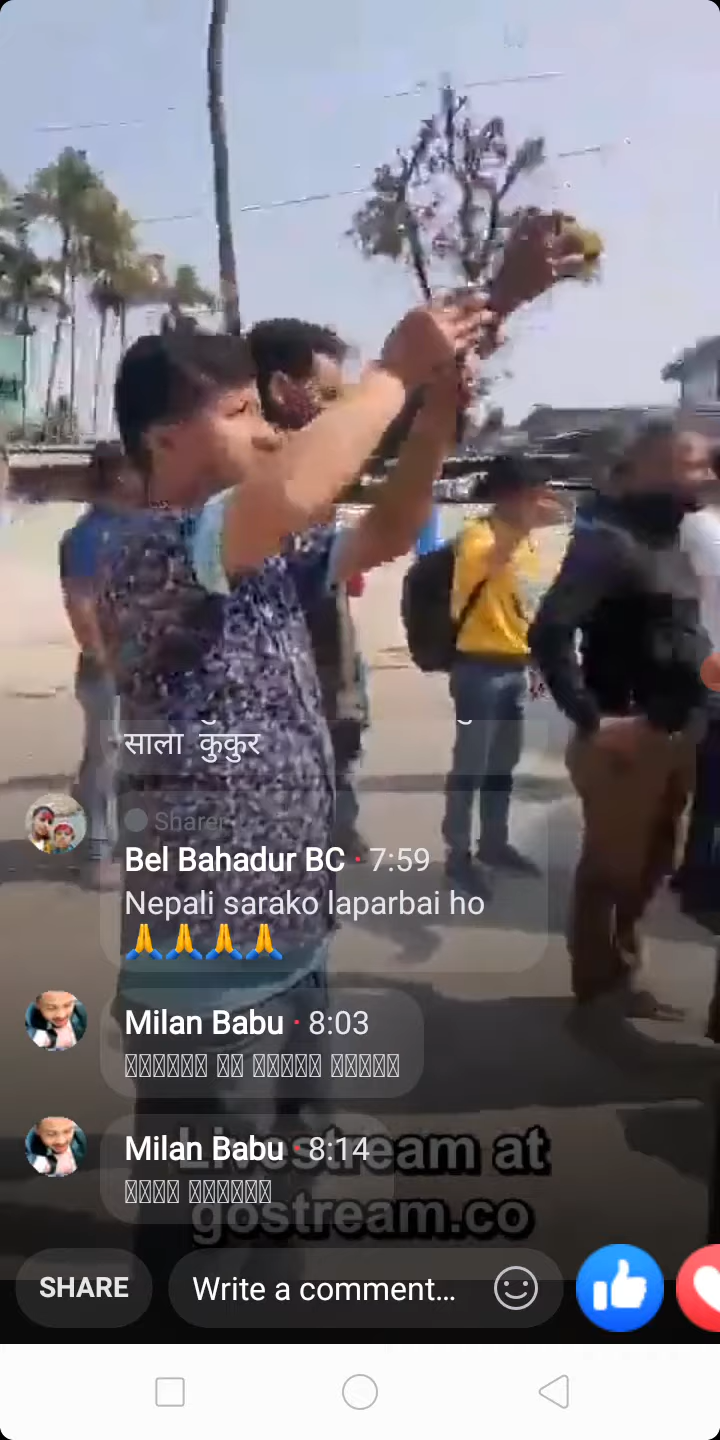 साला कुकुर
Sharer
Bel Bahadur BC · 7:59
Nepali sarako laparbai ho
🙏🙏🙏🙏
Milan Babu · 8:03
Milan Babu · 8:14
Livestream at
gostream.co
SHARE
Write a comment...